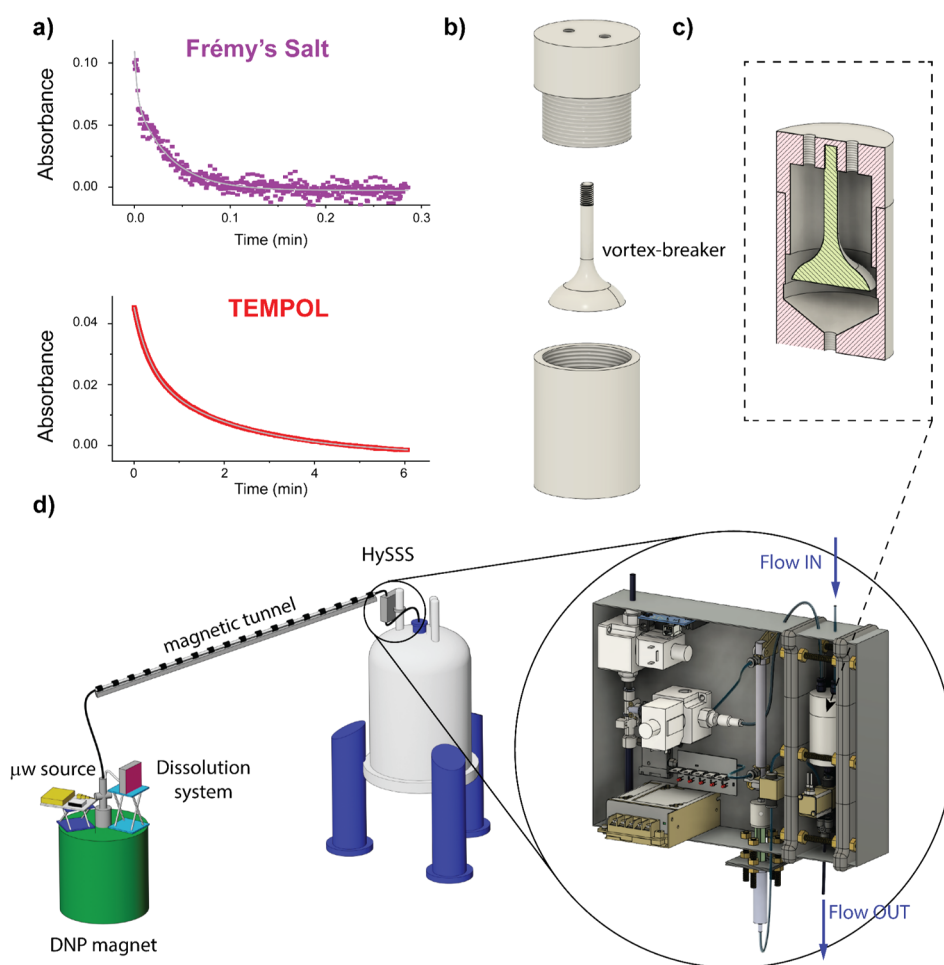 a)
Frémy's Salt
Absorbance
0.10
0.05
0.00
0.0
0.1
0.2
0.3
Time (min)
TEMPOL
Absorbance
0.04
0.02
0.00
0
2
4
6
Time (min)
b)
vortex-breaker
c)
d)
HySSS
magnetic tunnel
μw source
Dissolution
system
DNP magnet
Flow IN
Flow OUT